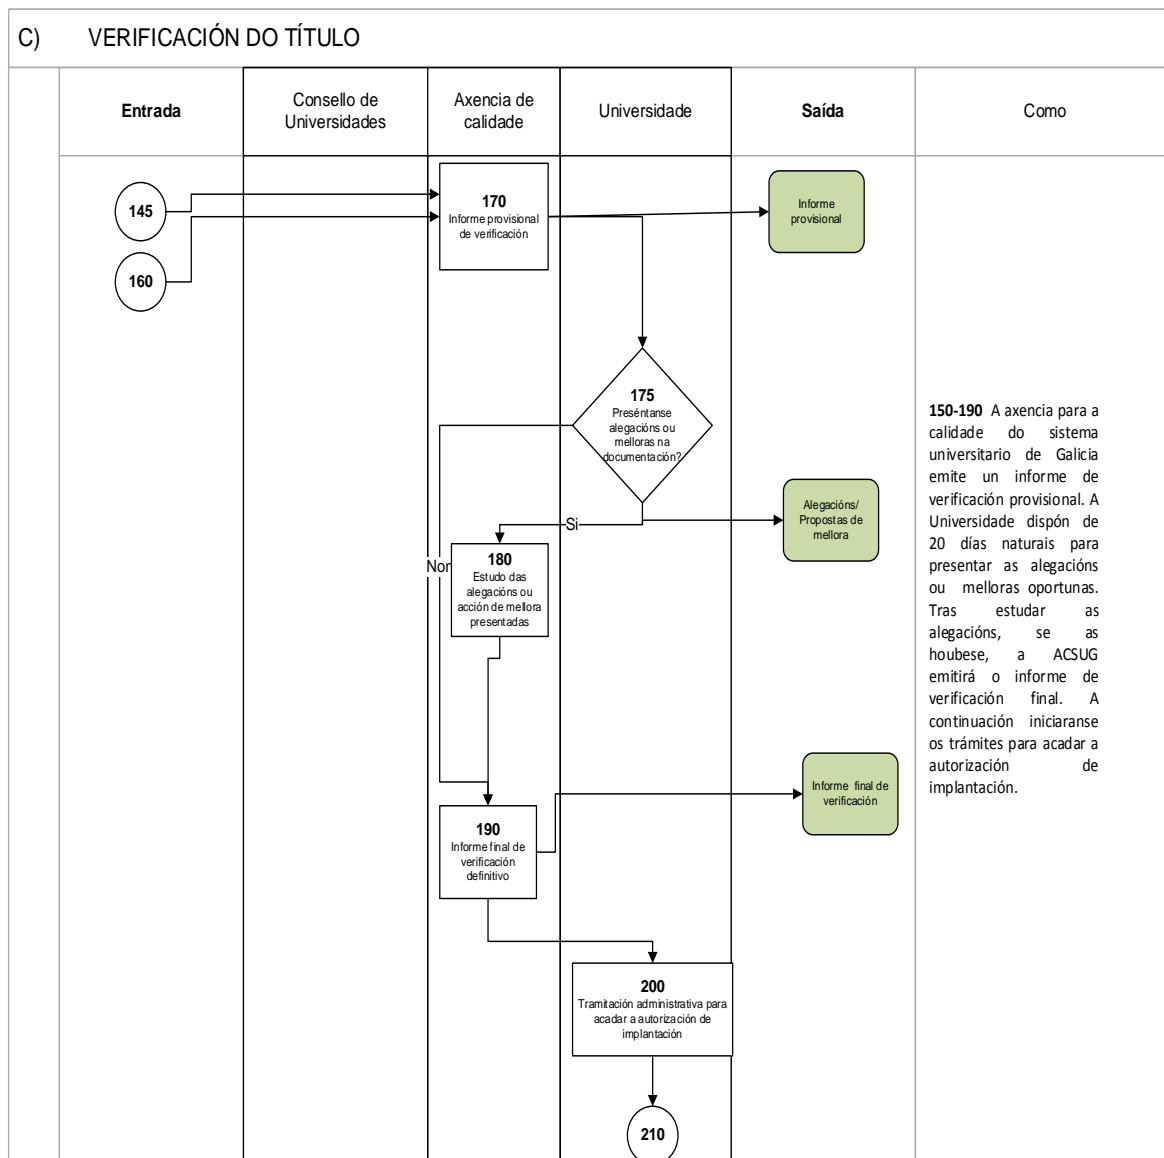 C) VERIFICACIÓN DO TÍTULO
Entrada
Consello de
Universidades
Axencia de
calidade
Universidade
Saída
Como
145
160
170
Informe provisional
de verificación
Informe
provisional
175
Preséntanse
alegacións ou
melloras na
documentación?
Si
Non
Alegacións/
Propostas de
mellora
180
Estudo das
alegacións ou
acción de mellora
presentadas
190
Informe final de
verificación
definitivo
Informe final de
verificación
200
Tramitación administrativa para
acadar a autorización de
implantación
210
150-190 A axencia para a
calidade do sistema
universitario de Galicia
emite un informe de
verificación provisional. A
Universidade dispón de
20 días naturais para
presentar as alegacións
ou melloras oportunas.
Tras estudar as
alegacións, se as
houbese, a ACSUG
emitirá o informe de
verificación final. A
continuación iniciaranse
os trámites para acadar a
autorización de
implantación.